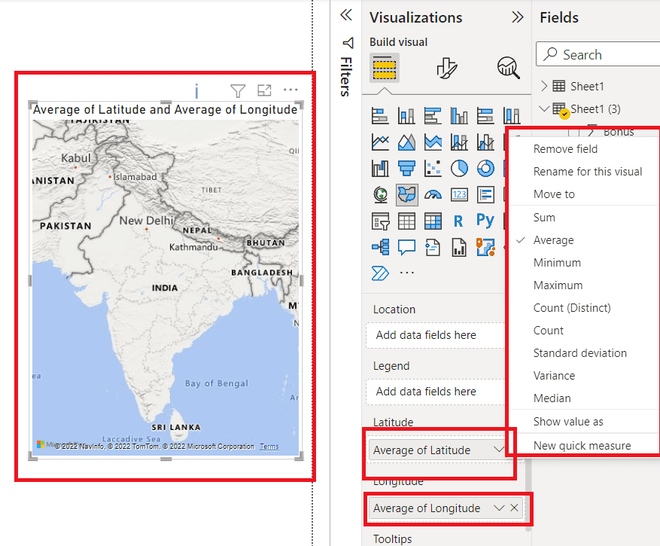 Average of Latitude and Average of Longitude
TAJIKISTAN
Kabul
Islamabad
ANISTAN
TIBET
QI
New Delhi
PAKISTAN
NEPAL
Kathmandu
BHUTAN
BANGLADESH
INDIA
M
ea
Bay of Bengal
SRI LANKA
Laccadive Sea
© 2022 NavInfo, © 2022 TomTom, © 2022 Microsoft Corporation Terms
Filters
Visualizations
Build visual
123
R
Py
Location
Add data fields here
Legend
Add data fields here
Latitude
Average of Latitude
Longitude
Average of Longitude
Tooltips
Fields
Search
Sheet1
Sheet1 (3)
Bonus
Remove field
Rename for this visual
Move to
Sum
Average
Minimum
Maximum
Count (Distinct)
Count
Standard deviation
Variance
Median
Show value as
New quick measure